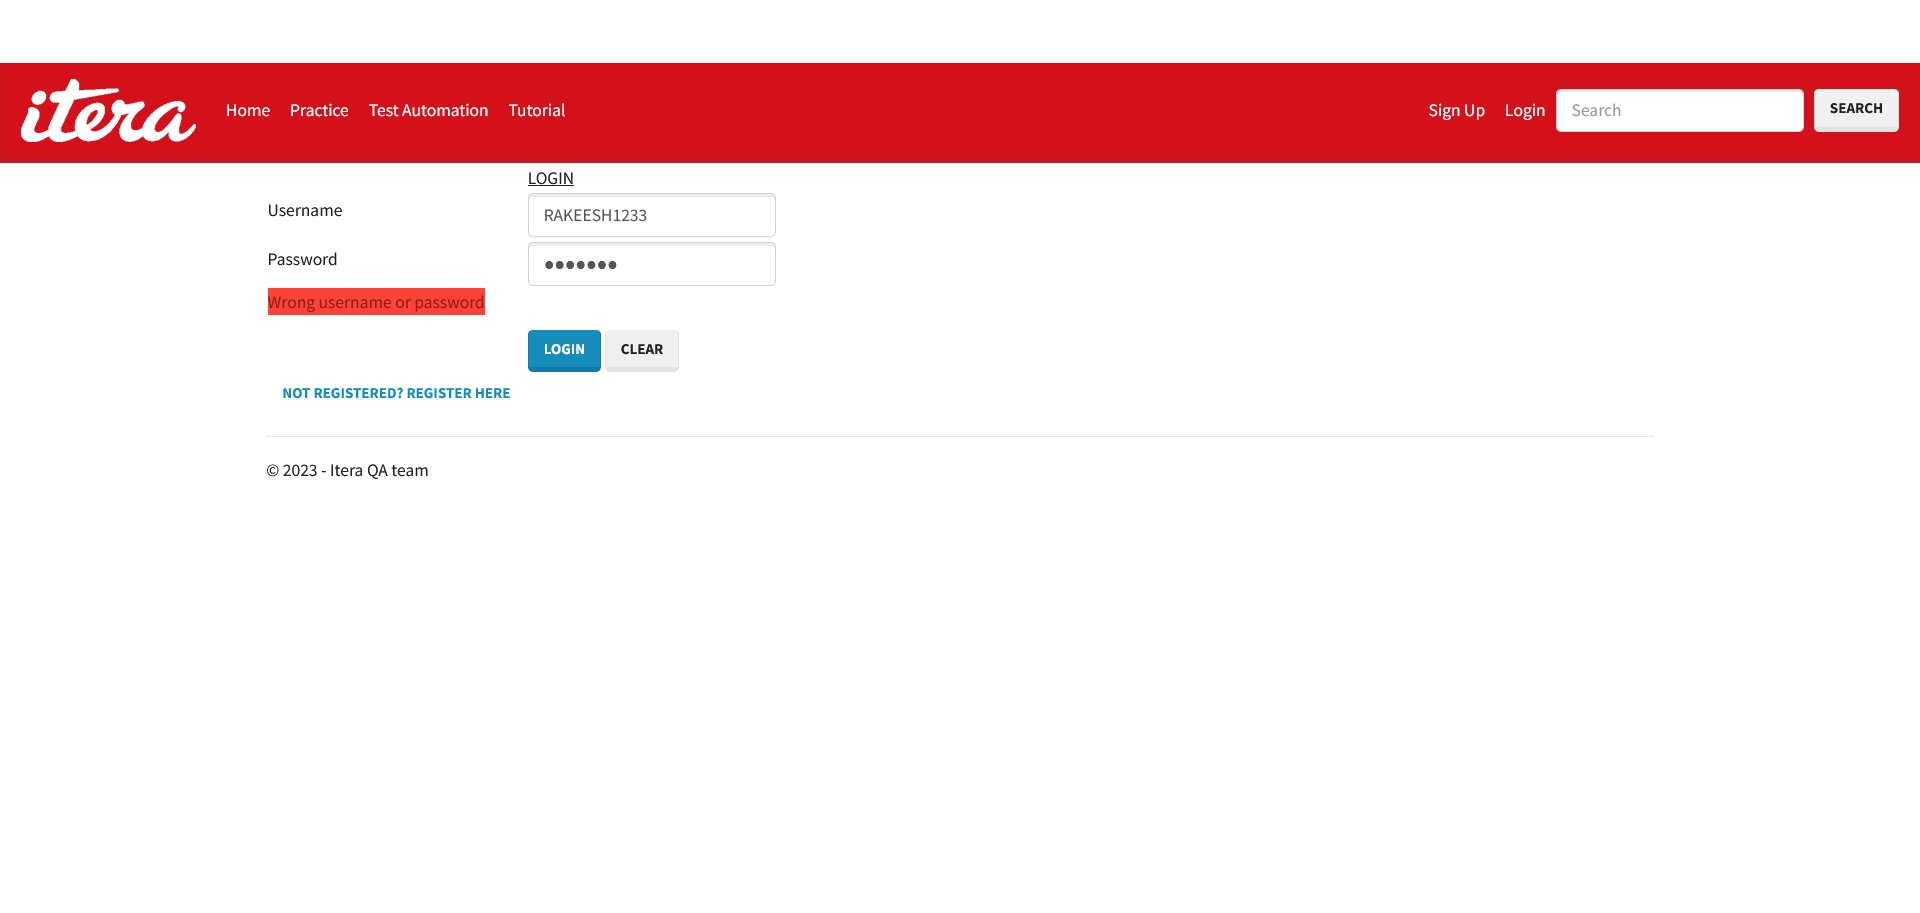 itera
Home Practice Test Automation Tutorial Sign Up Login Search SEARCH
LOGIN
Username RAKEESH1233
Password ●●●●●●●
Wrong username or password
LOGIN CLEAR
NOT REGISTERED? REGISTER HERE
© 2023 - Itera QA team